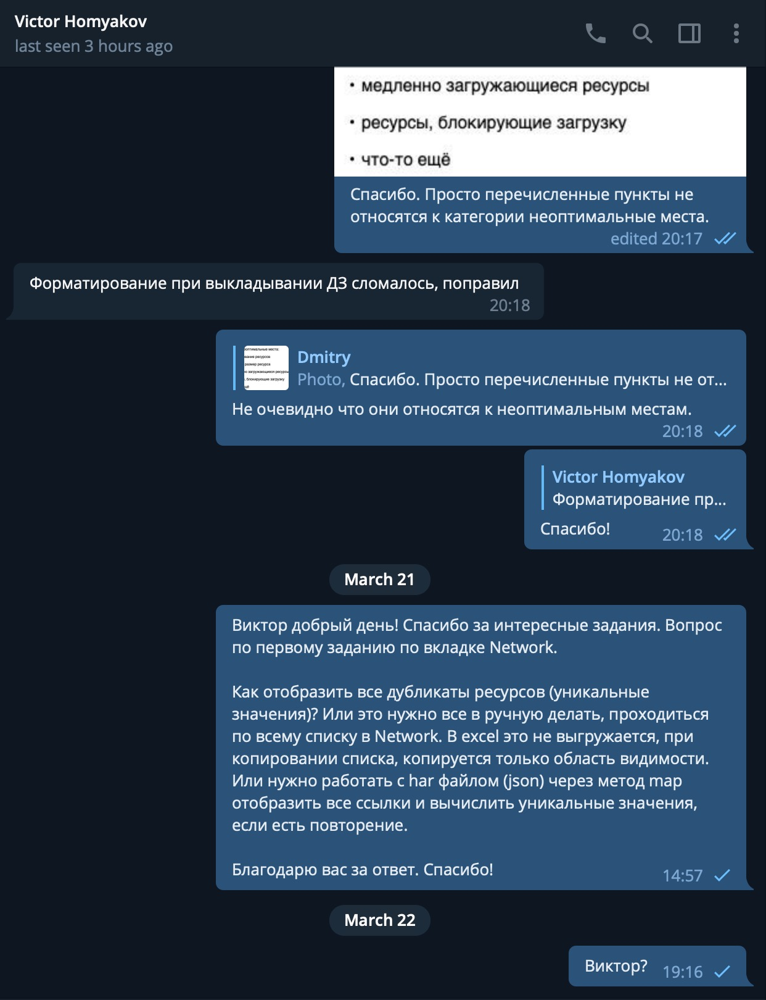 Victor Homyakov
last seen 3 hours ago
• медленно загружающиеся ресурсы
• ресурсы, блокирующие загрузку
• что-то ещё
Спасибо. Просто перечисленные пункты не
относятся к категории неоптимальные места.
edited 20:17
Форматирование при выкладывании ДЗ сломалось, поправил
20:18
Dmitry
Photo, Спасибо. Просто перечисленные пункты не от...
Не очевидно что они относятся к неоптимальным местам.
20:18
Victor Homyakov
Форматирование пр...
Спасибо!
20:18
March 21
Виктор добрый день! Спасибо за интересные задания. Вопрос
по первому заданию по вкладке Network.
Как отобразить все дубликаты ресурсов (уникальные
значения)? Или это нужно все в ручную делать, проходиться
по всему списку в Network. В excel это не выгружается, при
копировании списка, копируется только область видимости.
Или нужно работать с har файлом (json) через метод map
отобразить все ссылки и вычислить уникальные значения,
если есть повторение.
Благодарю вас за ответ. Спасибо!
14:57
March 22
Виктор?
19:16